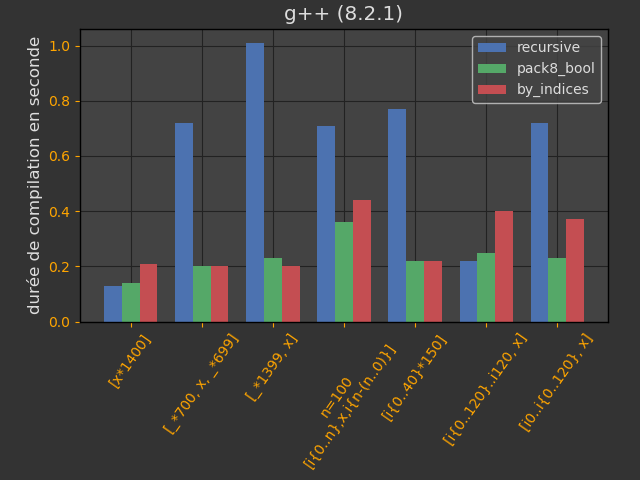 g++ (8.2.1)
durée de compilation en seconde
1.0
0.8
0.6
0.4
0.2
0.0
recursive
pack8_bool
by_indices
[x*1400]
[_*700, x, _*699]
[_*1399, x]
n=100
[i{0..n},x,i{n-(n..0)}]
[i{0..40}*150]
[i{0..120}..i120, x]
[i0..i{0..120}, x]